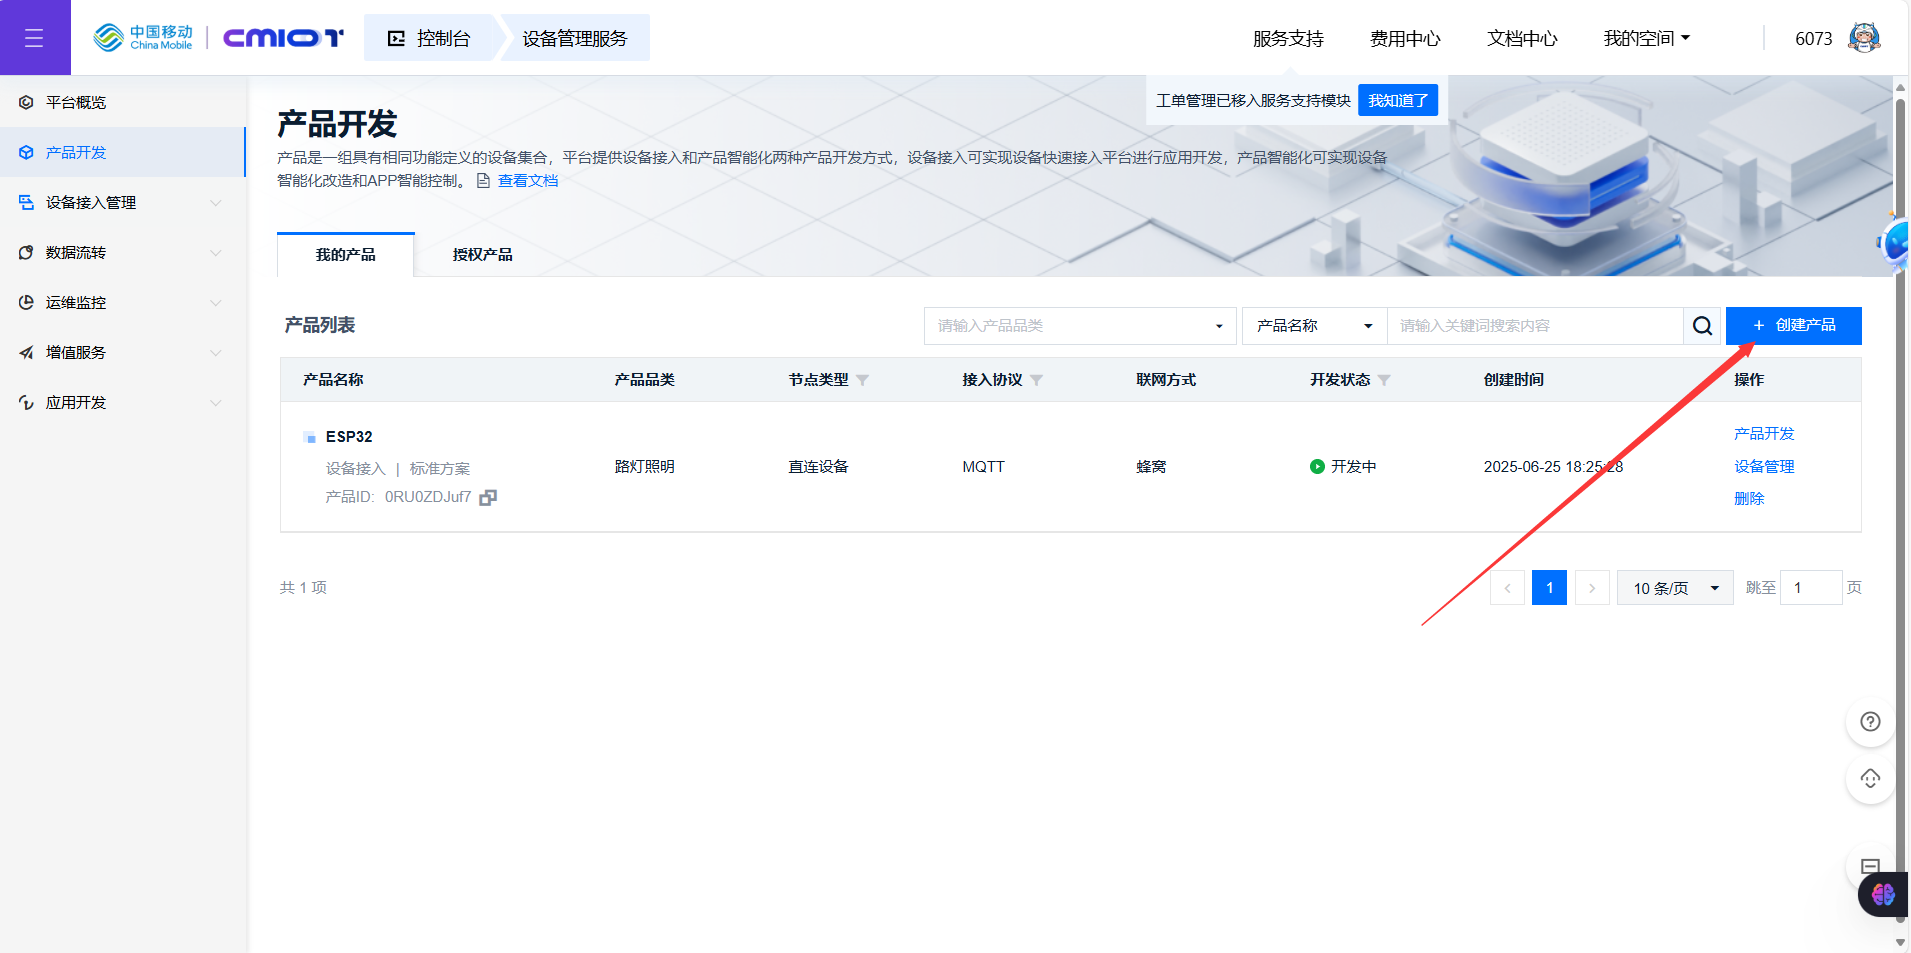 中国移动
China Mobile
CMIOT
控制台
设备管理服务
服务支持
费用中心
文档中心
我的空间
6073
工单管理已移入服务支持模块
我知道了
平台概览
产品开发
设备接入管理
数据流转
运维监控
增值服务
应用开发
产品开发
产品是一组具有相同功能定义的设备集合，平台提供设备接入和产品智能化两种产品开发方式，设备接入可实现设备快速接入平台进行应用开发，产品智能化可实现设备
智能化改造和APP智能控制。 查看文档
我的产品
授权产品
产品列表
请输入产品品类
产品名称
请输入关键词搜索内容
+ 创建产品
产品名称 产品品类 节点类型 接入协议 联网方式 开发状态 创建时间 操作
ESP32
设备接入 | 标准方案
产品ID: 0RU0ZDJuf7
路灯照明
直连设备
MQTT
蜂窝
开发中
2025-06-25 18:25:28
产品开发
设备管理
删除
共 1 项
< 1 > 10 条/页 跳至 1 页